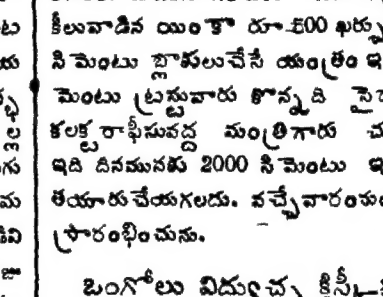 ట కీలువాడిన యింకా రూ 500 ఖర్చు
య సిమెంటు బ్లాకులుచేసే యంత్రం
మెంటు ట్రస్టువారు కొన్నది
ల్ల కలక్టరాఫీసువద్ద మంత్రిగారు
గు ఇది దినమునకు 2000 సిమెంటు
మ తయారుచేయగలదు. వచ్చేవారంకు
డివి ప్రారంభించును.
ఒంగోలు విద్యుచ్ఛ